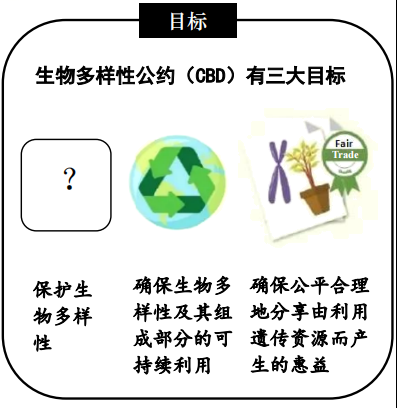 目标
生物多样性公约（CBD）有三大目标
?
Fair
Trade
保护生
物多样
性
确保生物多
样性及其组
成部分的可
持续利用
确保公平合理
地分享由利用
遗传资源而产
生的惠益